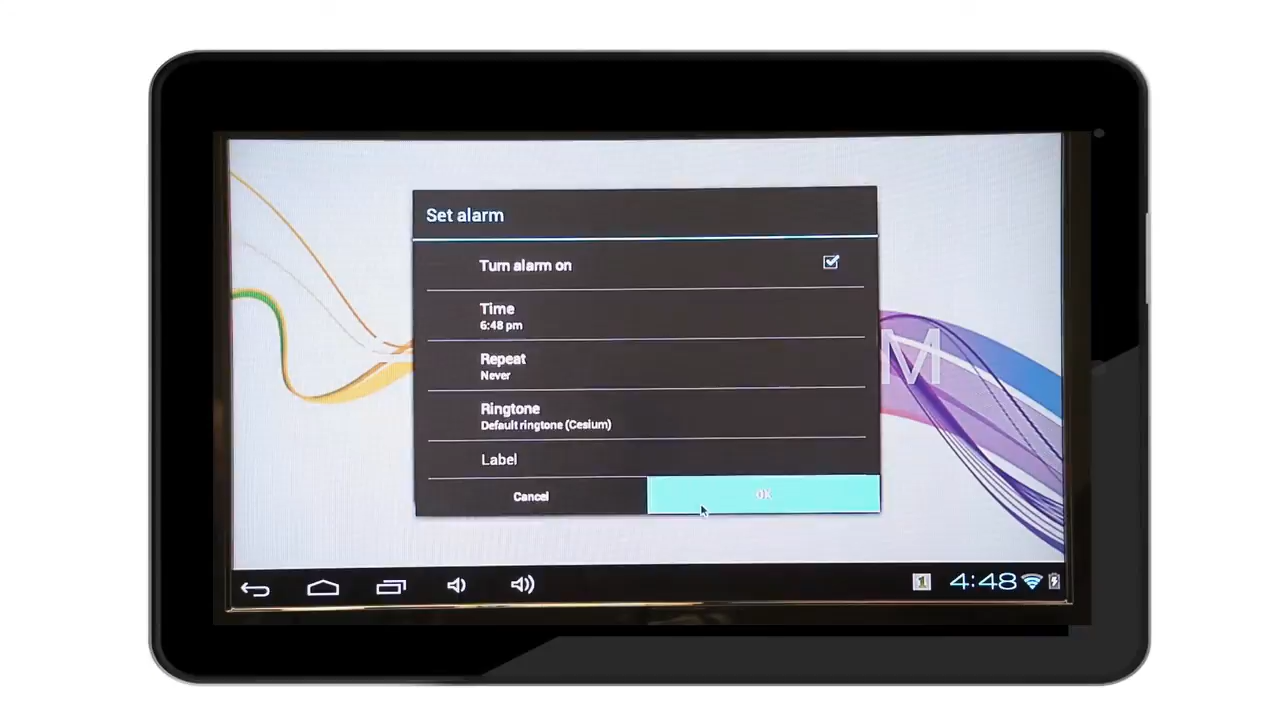 Set alarm
Turn alarm on
Time
6:48 pm
Repeat
Never
Ringtone
Default ringtone (Cesium)
Label
Cancel
OK
M
1
4:48